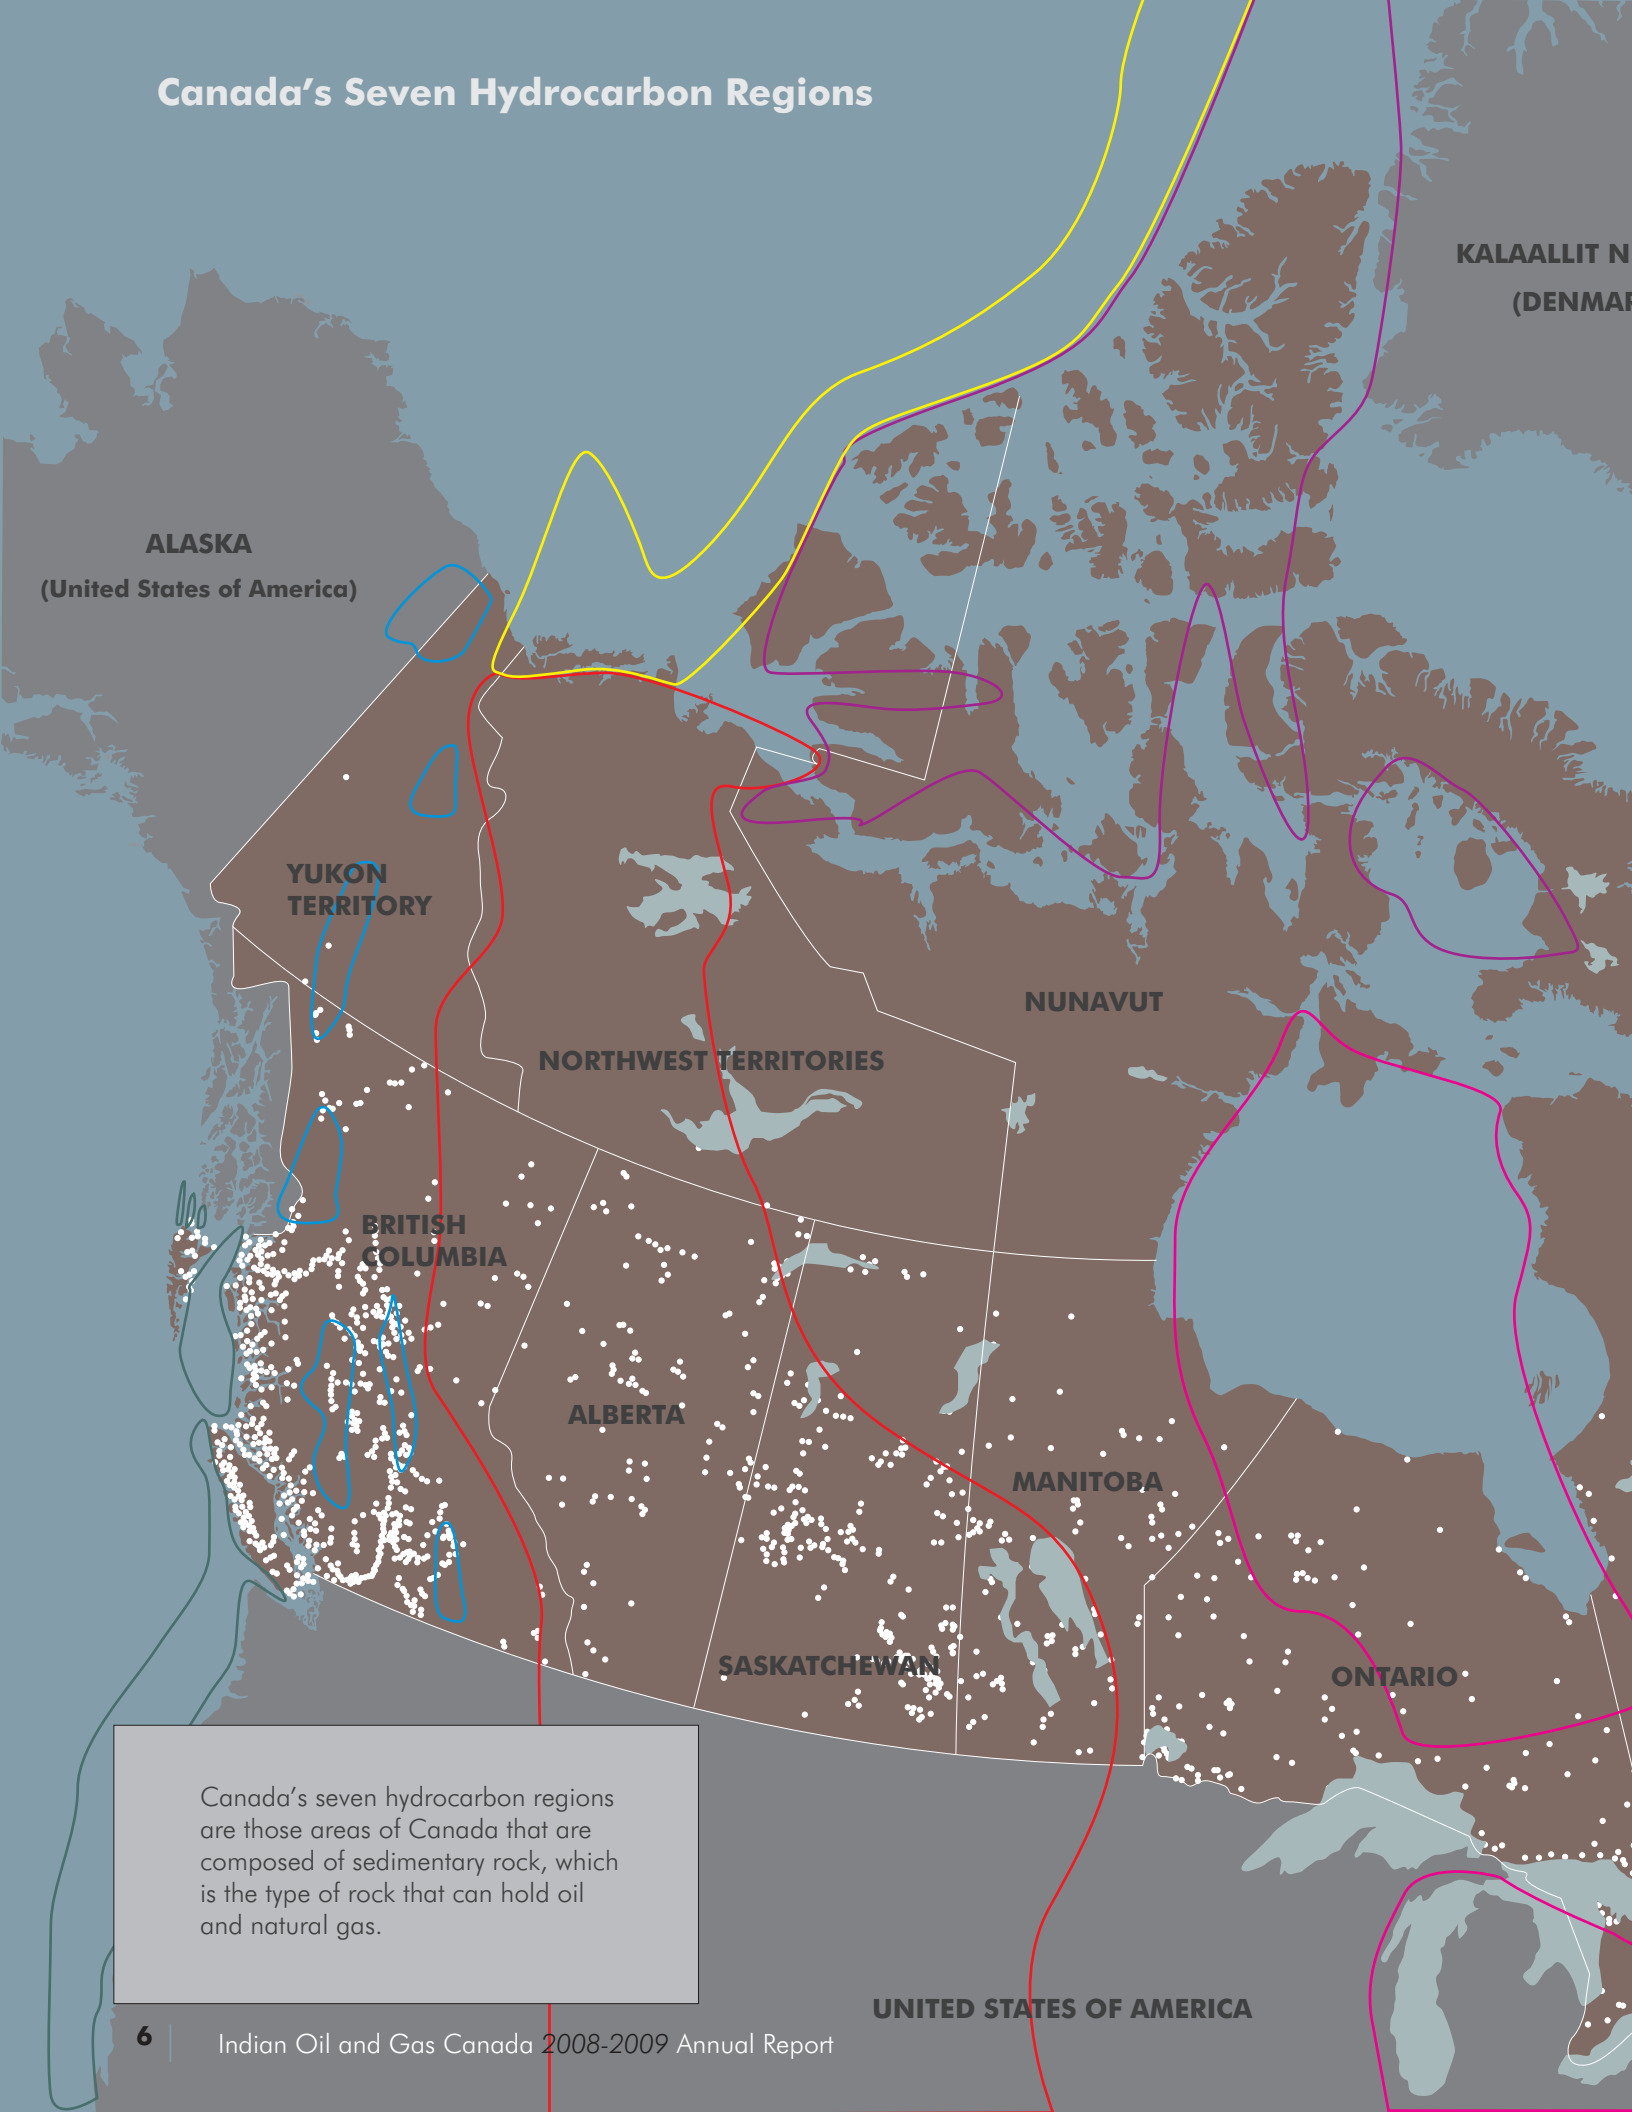 Canada's Seven Hydrocarbon Regions
KALAALLIT N
(DENMAR
ALASKA
(United States of America)
YUKON
TERRITORY
NUNAVUT
NORTHWEST TERRITORIES
BRITISH
COLUMBIA
ALBERTA
MANITOBA
SASKATCHEWAN
ONTARIO
Canada's seven hydrocarbon regions
are those areas of Canada that are
composed of sedimentary rock, which
is the type of rock that can hold oil
and natural gas.
UNITED STATES OF AMERICA
6
Indian Oil and Gas Canada 2008-2009 Annual Report